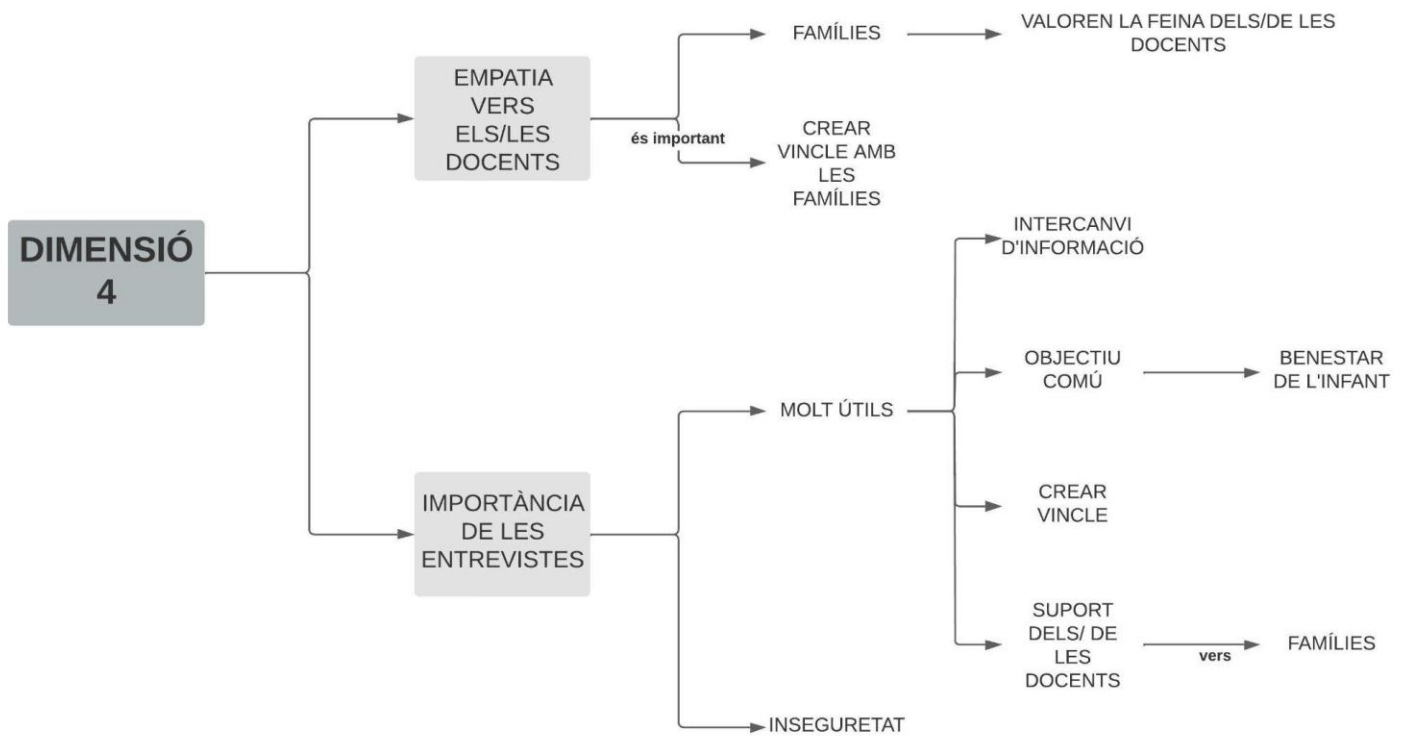 FAMÍLIES
VALOREN LA FEINA DELS/DE LES
DOCENTS
EMPATIA
VERS
ELS/LES
DOCENTS
és important
CREAR
VINCLE AMB
LES
FAMÍLIES
DIMENSIÓ
4
INTERCANVI
D'INFORMACIÓ
OBJECTIU
COMÚ
BENESTAR
DE L'INFANT
MOLT ÚTILS
IMPORTÀNCIA
DE LES
ENTREVISTES
CREAR
VINCLE
SUPORT
DELS/ DE
LES
DOCENTS
vers
FAMÍLIES
INSEGURETAT